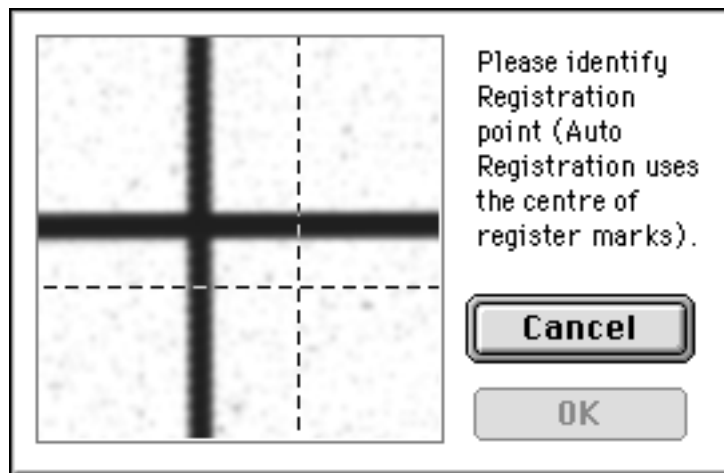 Please identify
Registration
point (Auto
Registration uses
the centre of
register marks).
Cancel
OK